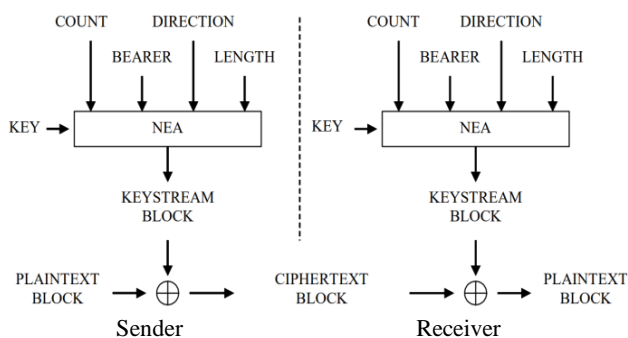 COUNT DIRECTION COUNT DIRECTION
BEARER LENGTH BEARER LENGTH
KEY NEA KEY NEA
KEYSTREAM BLOCK KEYSTREAM BLOCK
PLAINTEXT BLOCK CIPHERTEXT BLOCK PLAINTEXT BLOCK
Sender Receiver